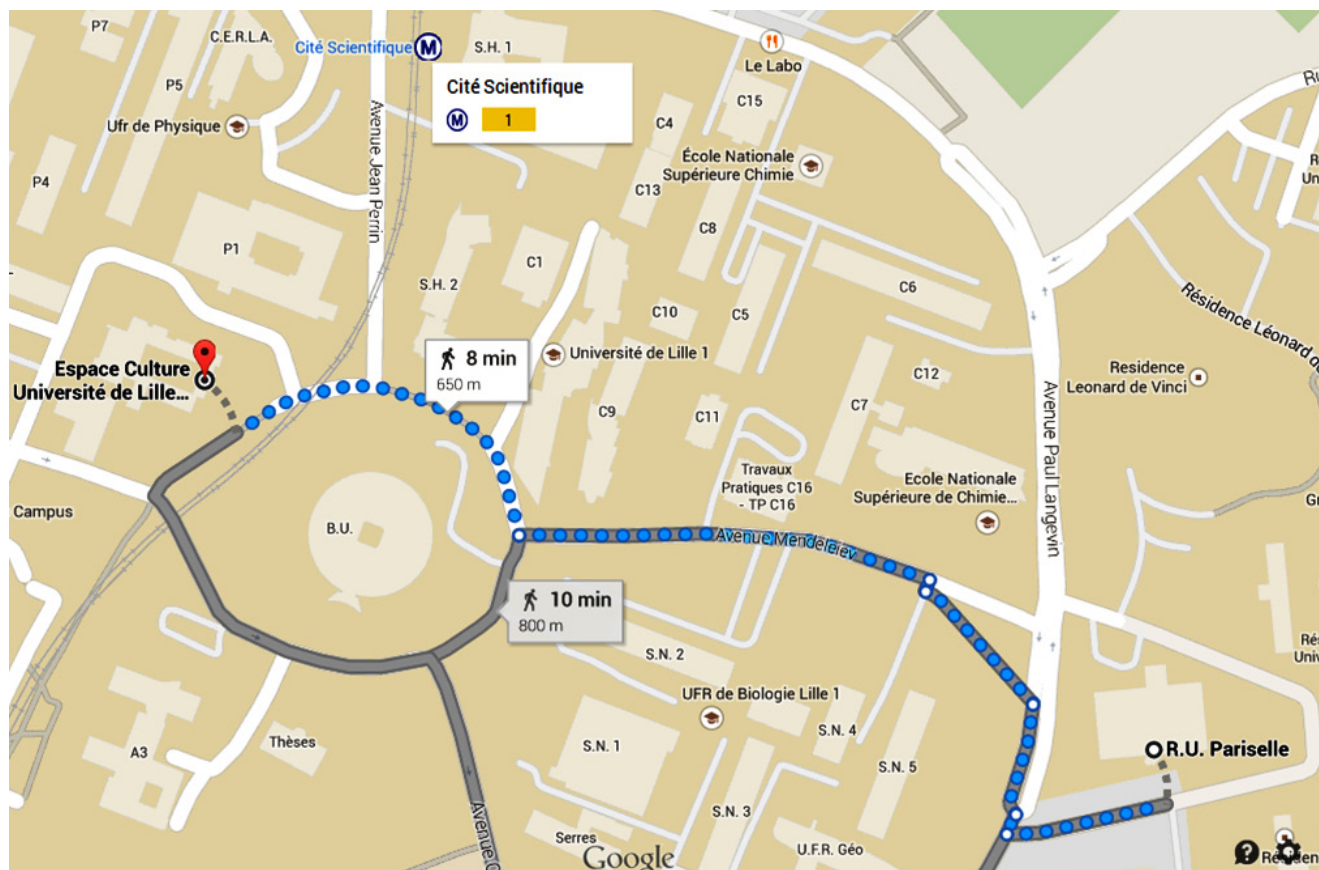 P7
C.E.R.L.A.
Cité Scientifique
M
S.H. 1
Le Labo
Cité Scientifique
M 1
P5
C15
C4
Ufr de Physique
Avenue Jean Perrin
École Nationale
Supérieure Chimie
P4
C13
C8
P1
C1
S.H. 2
C6
C10
C5
Résidence Léonard
8 min
650 m
Université de Lille 1
Espace Culture
Université de Lille...
C12
Residence
Leonard de Vinci
C7
C9
C11
Avenue Paul Langevin
Travaux
Pratiques C16
- TP C16
Ecole Nationale
Supérieure de Chimie...
Campus
B.U.
Avenue Mendeleiev
10 min
800 m
S.N. 2
UFR de Biologie Lille 1
S.N. 4
S.N. 1
A3
Thèses
R.U. Pariselle
S.N. 5
S.N. 3
Avenue
Serres
U.F.R. Géo
Google
?